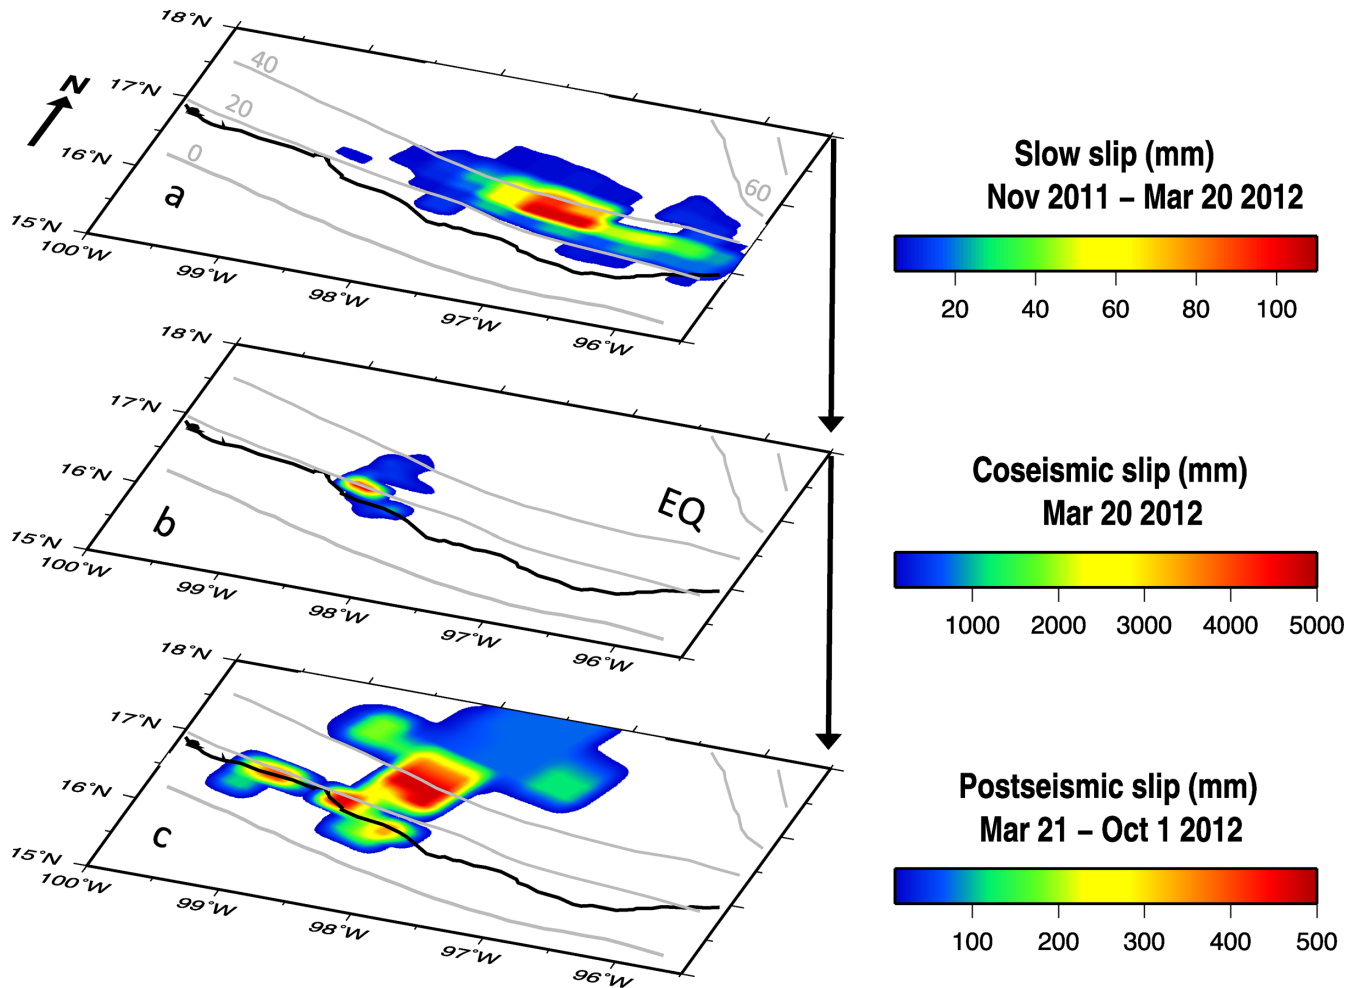 18°N
17°N
16°N
15°N
100°W
99°W
98°W
97°W
96°W
N
40
20
0
60
a
Slow slip (mm)
Nov 2011 – Mar 20 2012
20 40 60 80 100
18°N
17°N
16°N
15°N
100°W
99°W
98°W
97°W
96°W
EQ
b
Coseismic slip (mm)
Mar 20 2012
1000 2000 3000 4000 5000
18°N
17°N
16°N
15°N
100°W
99°W
98°W
97°W
96°W
c
Postseismic slip (mm)
Mar 21 – Oct 1 2012
100 200 300 400 500